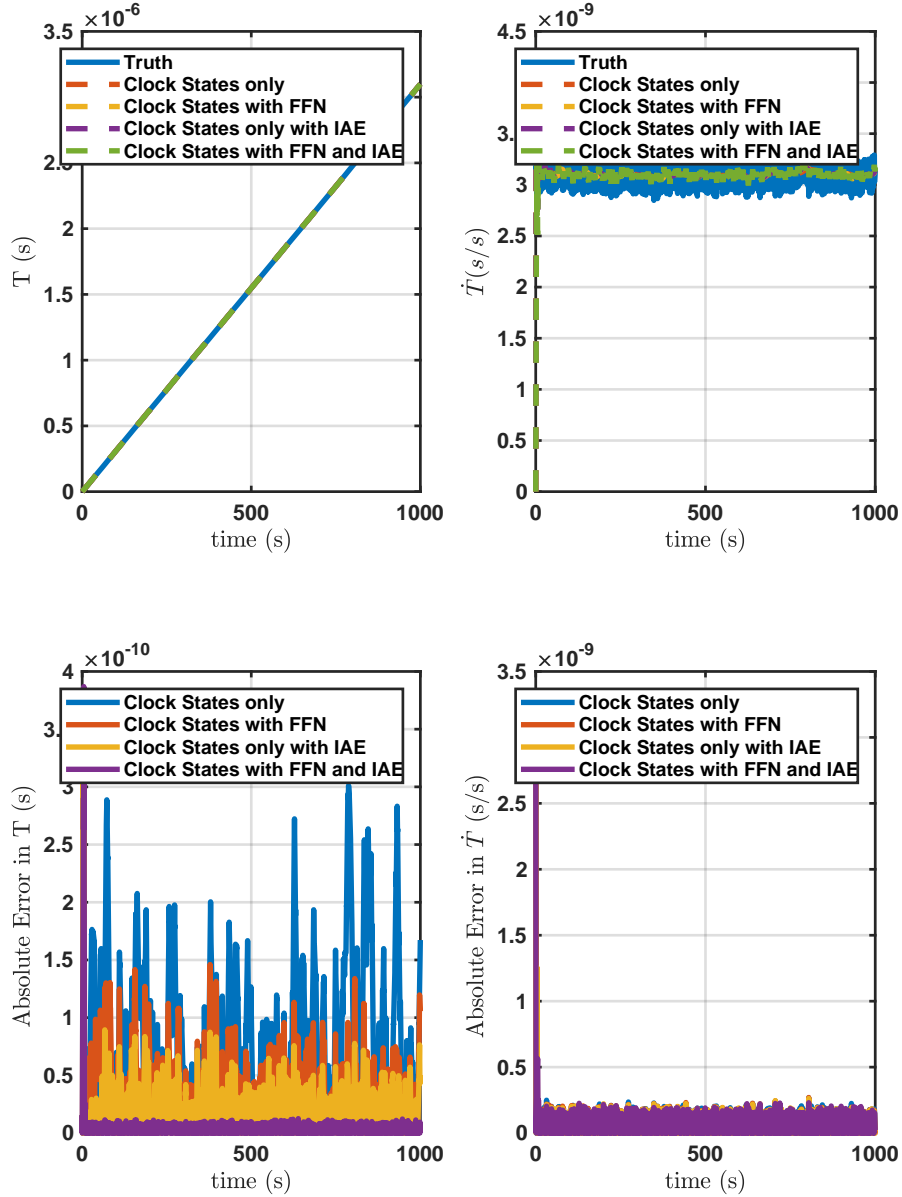 ×10^-6
3.5
Truth
Clock States only
Clock States with FFN
Clock States only with IAE
Clock States with FFN and IAE
2.5
2
1.5
1
0.5
0
T (s)
0 500 1000
time (s)
×10^-9
4.5
Truth
Clock States only
Clock States with FFN
Clock States only with IAE
Clock States with FFN and IAE
3
2.5
2
1.5
1
0.5
0
Ṫ(s/s)
0 500 1000
time (s)
×10^-10
4
Clock States only
Clock States with FFN
Clock States only with IAE
Clock States with FFN and IAE
3
2.5
2
1.5
1
0.5
0
Absolute Error in T (s)
0 500 1000
time (s)
×10^-9
3.5
Clock States only
Clock States with FFN
Clock States only with IAE
Clock States with FFN and IAE
2.5
2
1.5
1
0.5
0
Absolute Error in Ṫ (s/s)
0 500 1000
time (s)